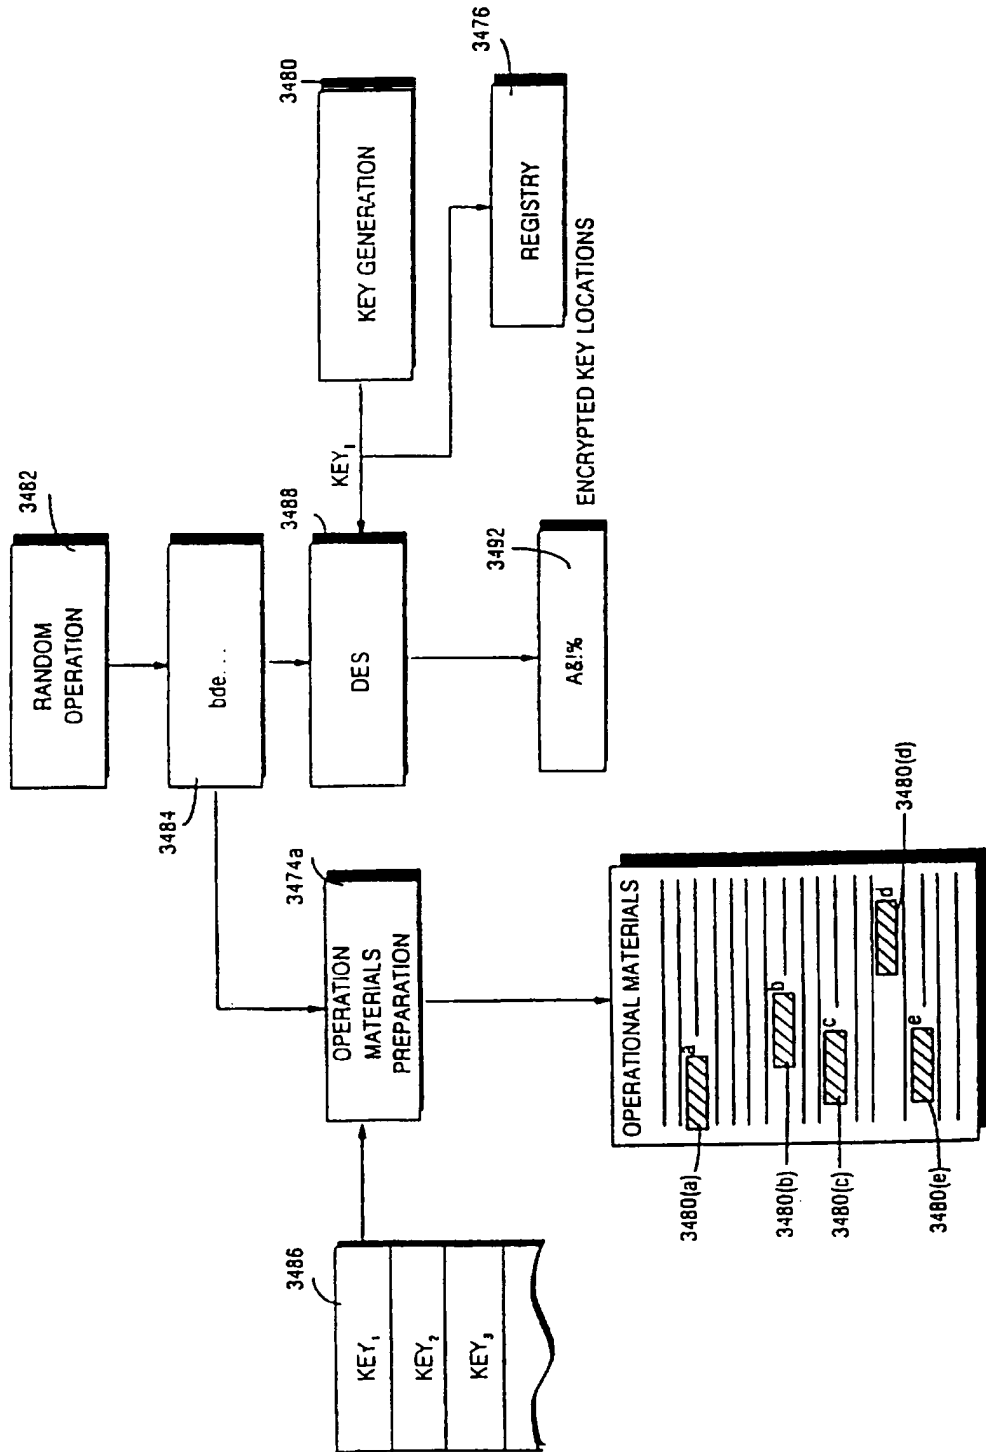 3482
RANDOM
OPERATION
3484
bde...
3488
DES
KEY1
3480
KEY GENERATION
3476
REGISTRY
ENCRYPTED KEY LOCATIONS
3492
A&!%
3474a
OPERATION
MATERIALS
PREPARATION
3486
KEY1
KEY2
KEY3
OPERATIONAL MATERIALS
a
b
c
d
e
3480(a)
3480(b)
3480(c)
3480(d)
3480(e)